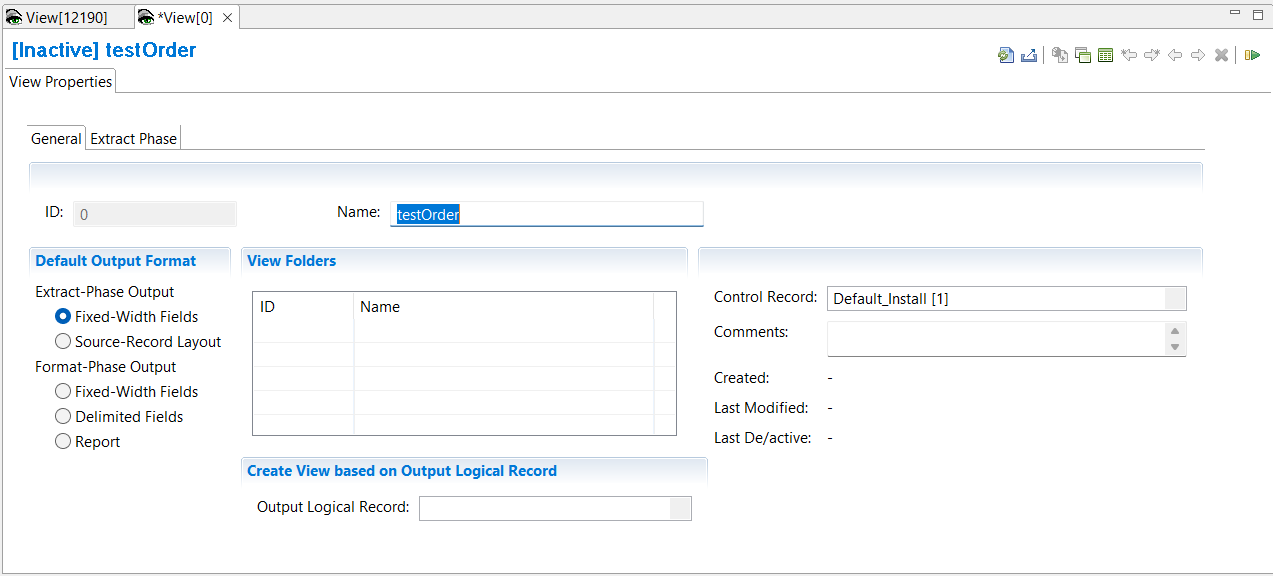 View[12190] *View[0]
[Inactive] testOrder
View Properties
General Extract Phase
ID: 0 Name: testOrder
Default Output Format View Folders
Extract-Phase Output
Fixed-Width Fields
Source-Record Layout
Format-Phase Output
Fixed-Width Fields
Delimited Fields
Report
ID Name
Create View based on Output Logical Record
Output Logical Record:
Control Record: Default_Install [1]
Comments:
Created: -
Last Modified: -
Last De/active: -